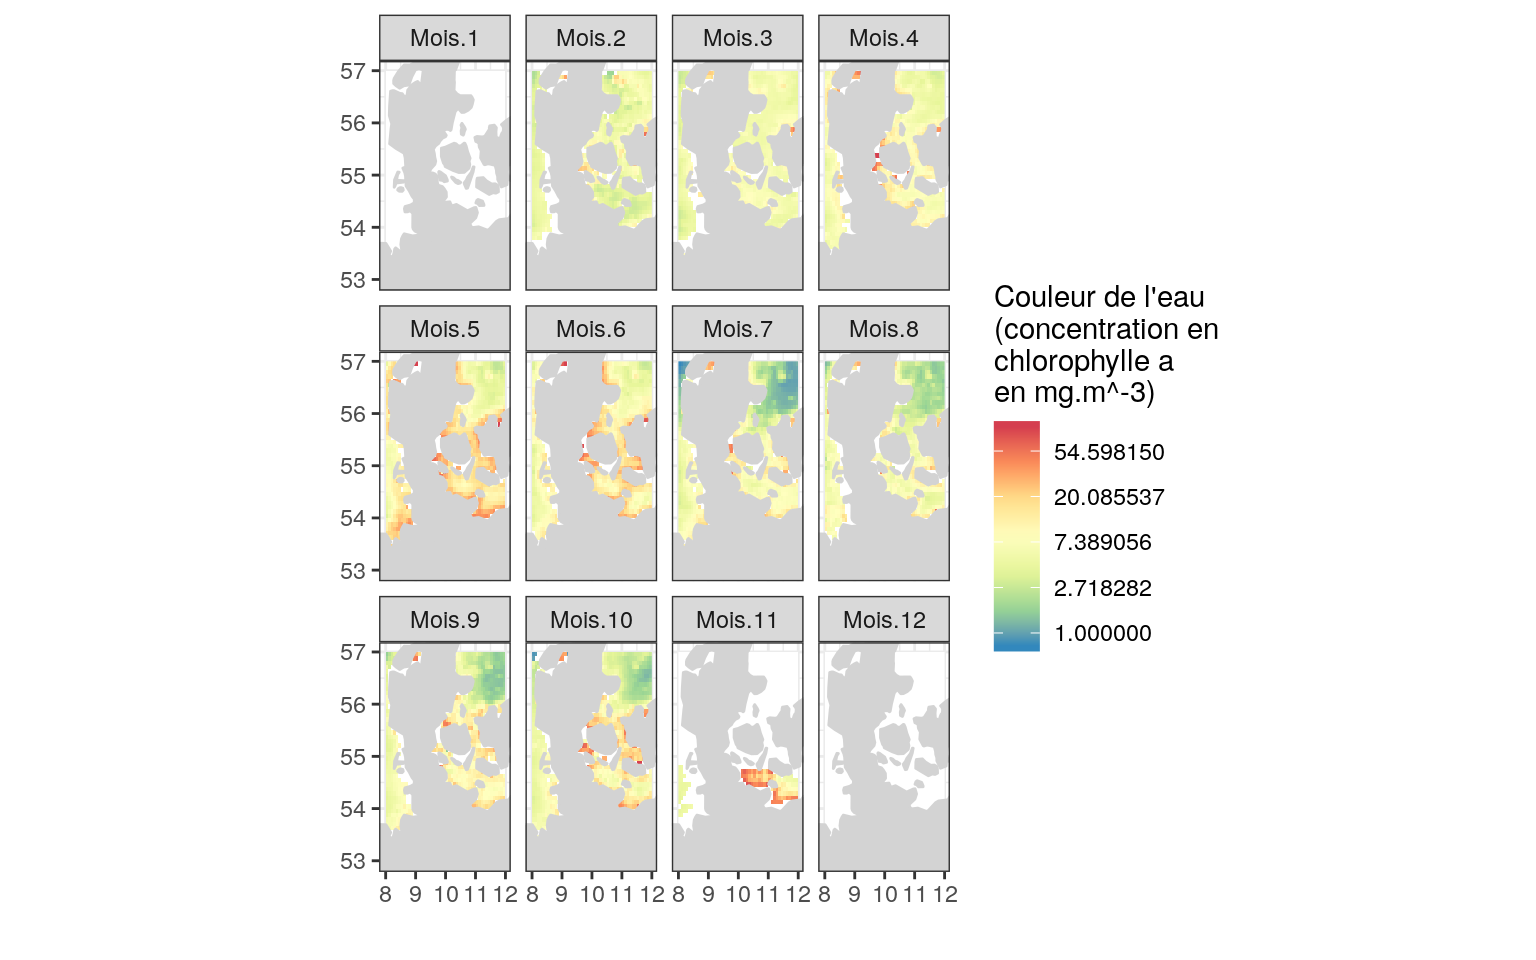 Mois.1 Mois.2 Mois.3 Mois.4
57
56
55
54
53
Mois.5 Mois.6 Mois.7 Mois.8
57
56
55
54
53
Mois.9 Mois.10 Mois.11 Mois.12
57
56
55
54
53
8 9 10 11 12 8 9 10 11 12 8 9 10 11 12 8 9 10 11 12
Couleur de l'eau
(concentration en
chlorophylle a
en mg.m^-3)
54.598150
20.085537
7.389056
2.718282
1.000000